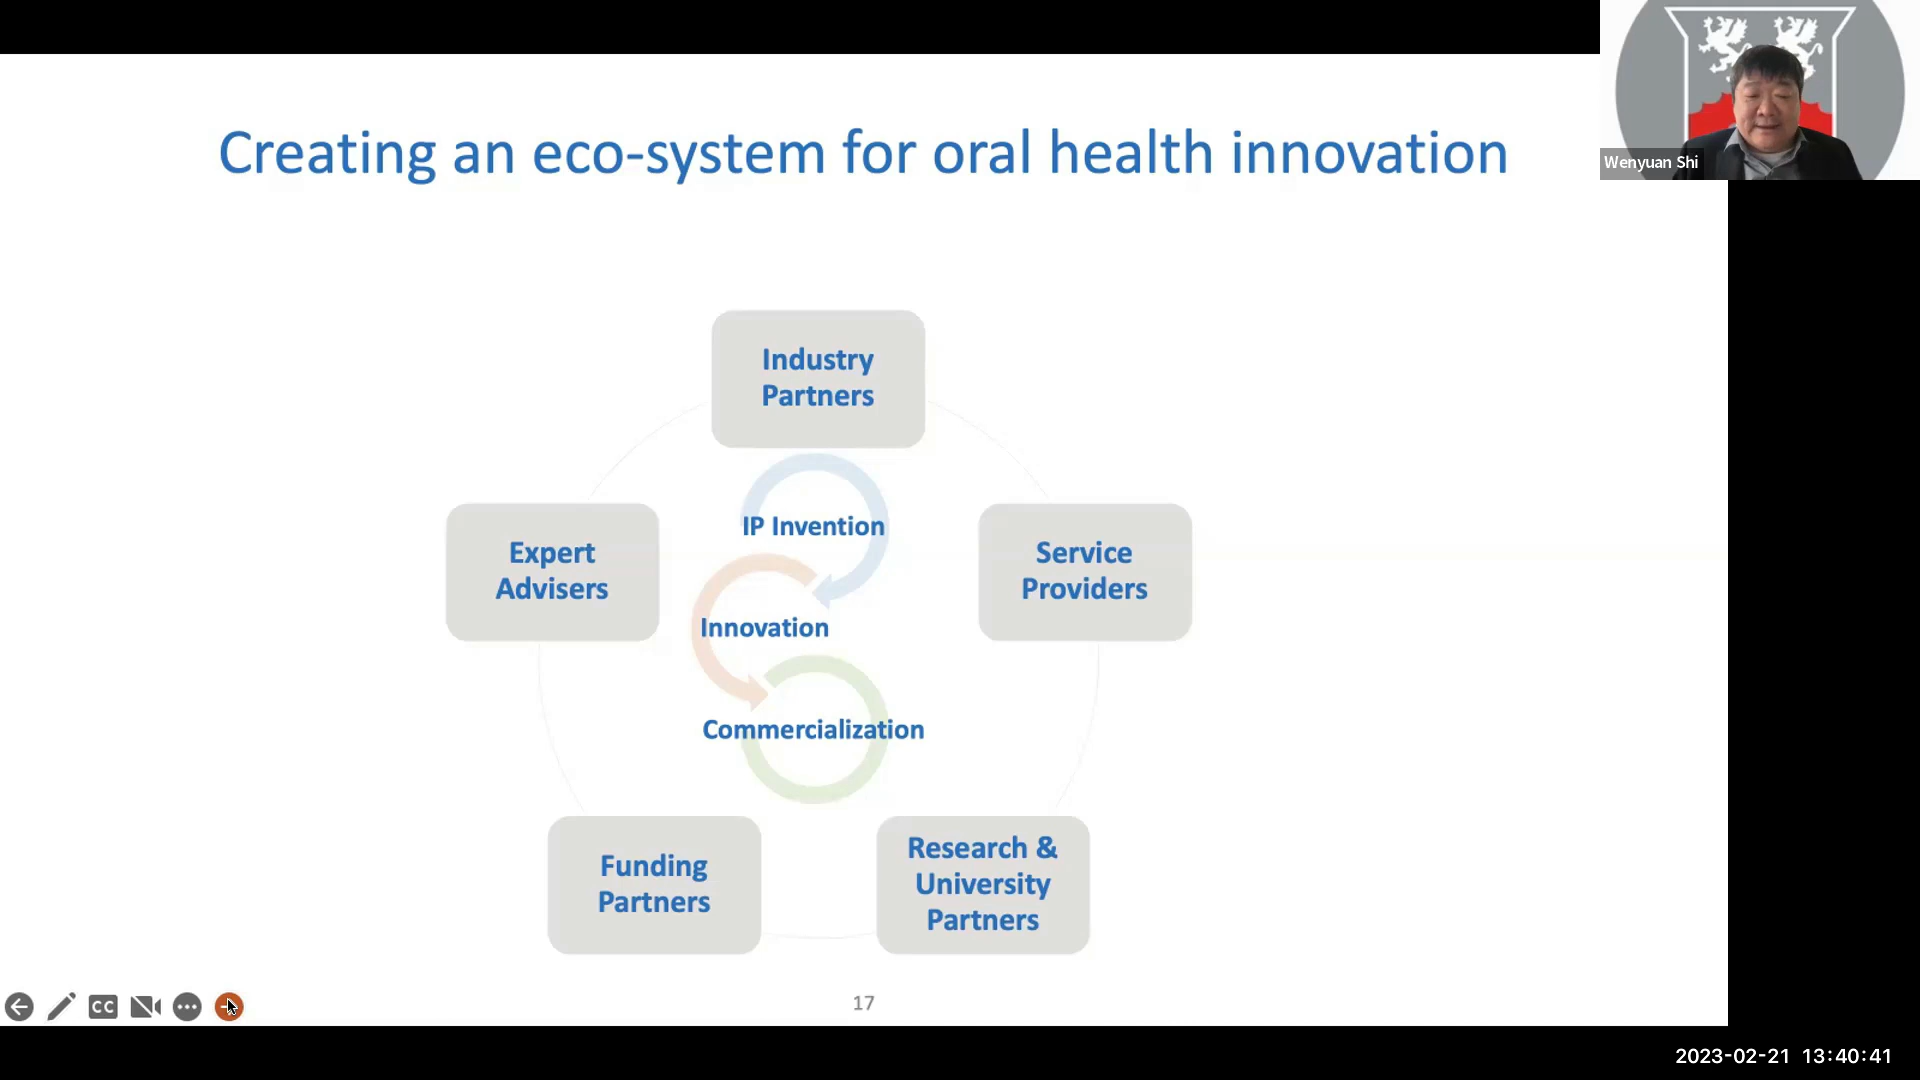 Creating an eco-system for oral health innovation
Wenyuan Shi
Industry
Partners
IP Invention
Expert
Advisers
Service
Providers
Innovation
Commercialization
Funding
Partners
Research &
University
Partners
CC
17
2023-02-21 13:40:41